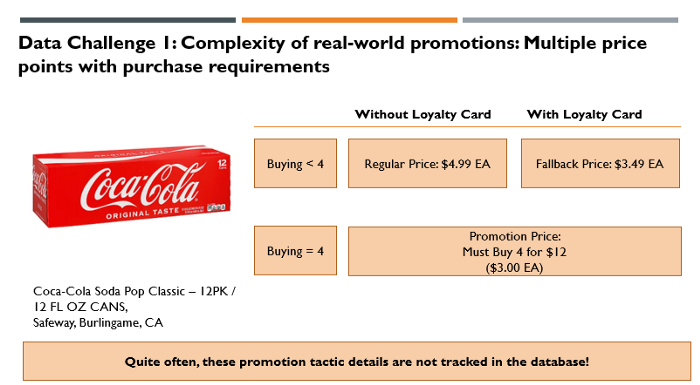 Data Challenge 1: Complexity of real-world promotions: Multiple price
points with purchase requirements
Without Loyalty Card
With Loyalty Card
Buying < 4
Regular Price: $4.99 EA
Fallback Price: $3.49 EA
12
Coca-Cola
ORIGINAL TASTE
Buying = 4
Promotion Price:
Must Buy 4 for $12
($3.00 EA)
Coca-Cola Soda Pop Classic – 12PK /
12 FL OZ CANS,
Safeway, Burlingame, CA
Quite often, these promotion tactic details are not tracked in the database!